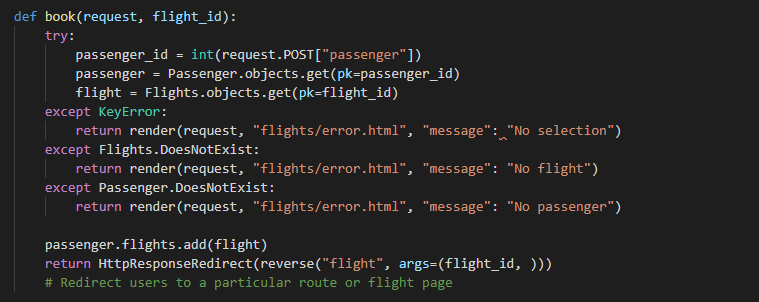 def book(request, flight_id):
    try:
        passenger_id = int(request.POST["passenger"])
        passenger = Passenger.objects.get(pk=passenger_id)
        flight = Flights.objects.get(pk=flight_id)
    except KeyError:
        return render(request, "flights/error.html", "message": "No selection")
    except Flights.DoesNotExist:
        return render(request, "flights/error.html", "message": "No flight")
    except Passenger.DoesNotExist:
        return render(request, "flights/error.html", "message": "No passenger")

    passenger.flights.add(flight)
    return HttpResponseRedirect(reverse("flight", args=(flight_id, )))
    # Redirect users to a particular route or flight page